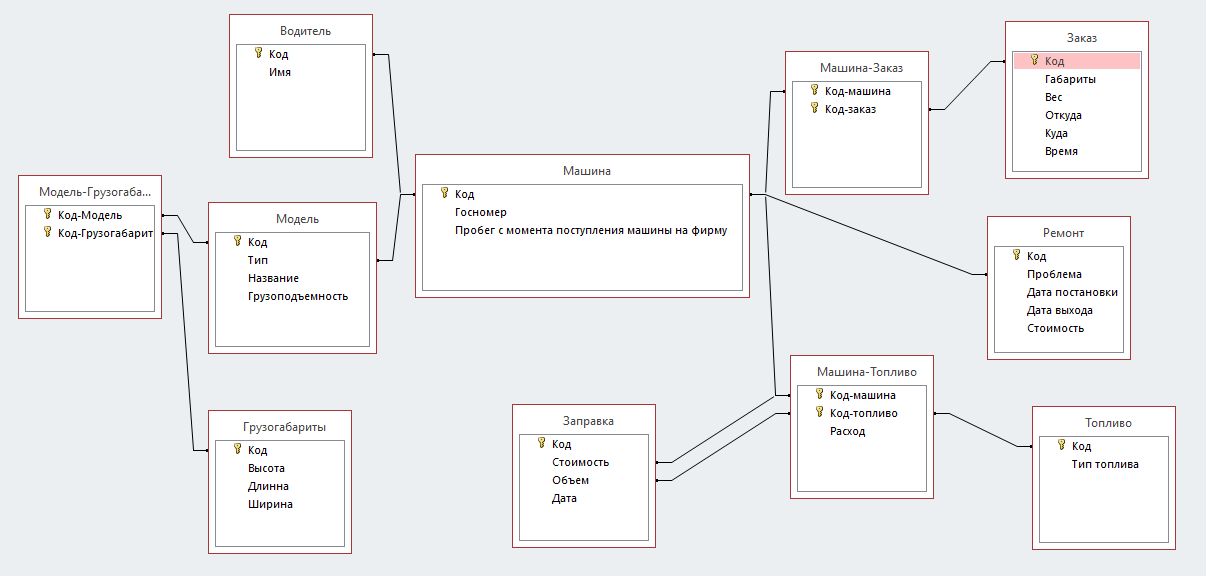 Водитель
Код
Имя
Модель-Грузогаба...
Код-Модель
Код-Грузогабарит
Модель
Код
Тип
Название
Грузоподъемность
Грузогабариты
Код
Высота
Длинна
Ширина
Машина
Код
Госномер
Пробег с момента поступления машины на фирму
Заправка
Код
Стоимость
Объем
Дата
Машина-Заказ
Код-машина
Код-заказ
Заказ
Код
Габариты
Вес
Откуда
Куда
Время
Ремонт
Код
Проблема
Дата постановки
Дата выхода
Стоимость
Машина-Топливо
Код-машина
Код-топливо
Расход
Топливо
Код
Тип топлива